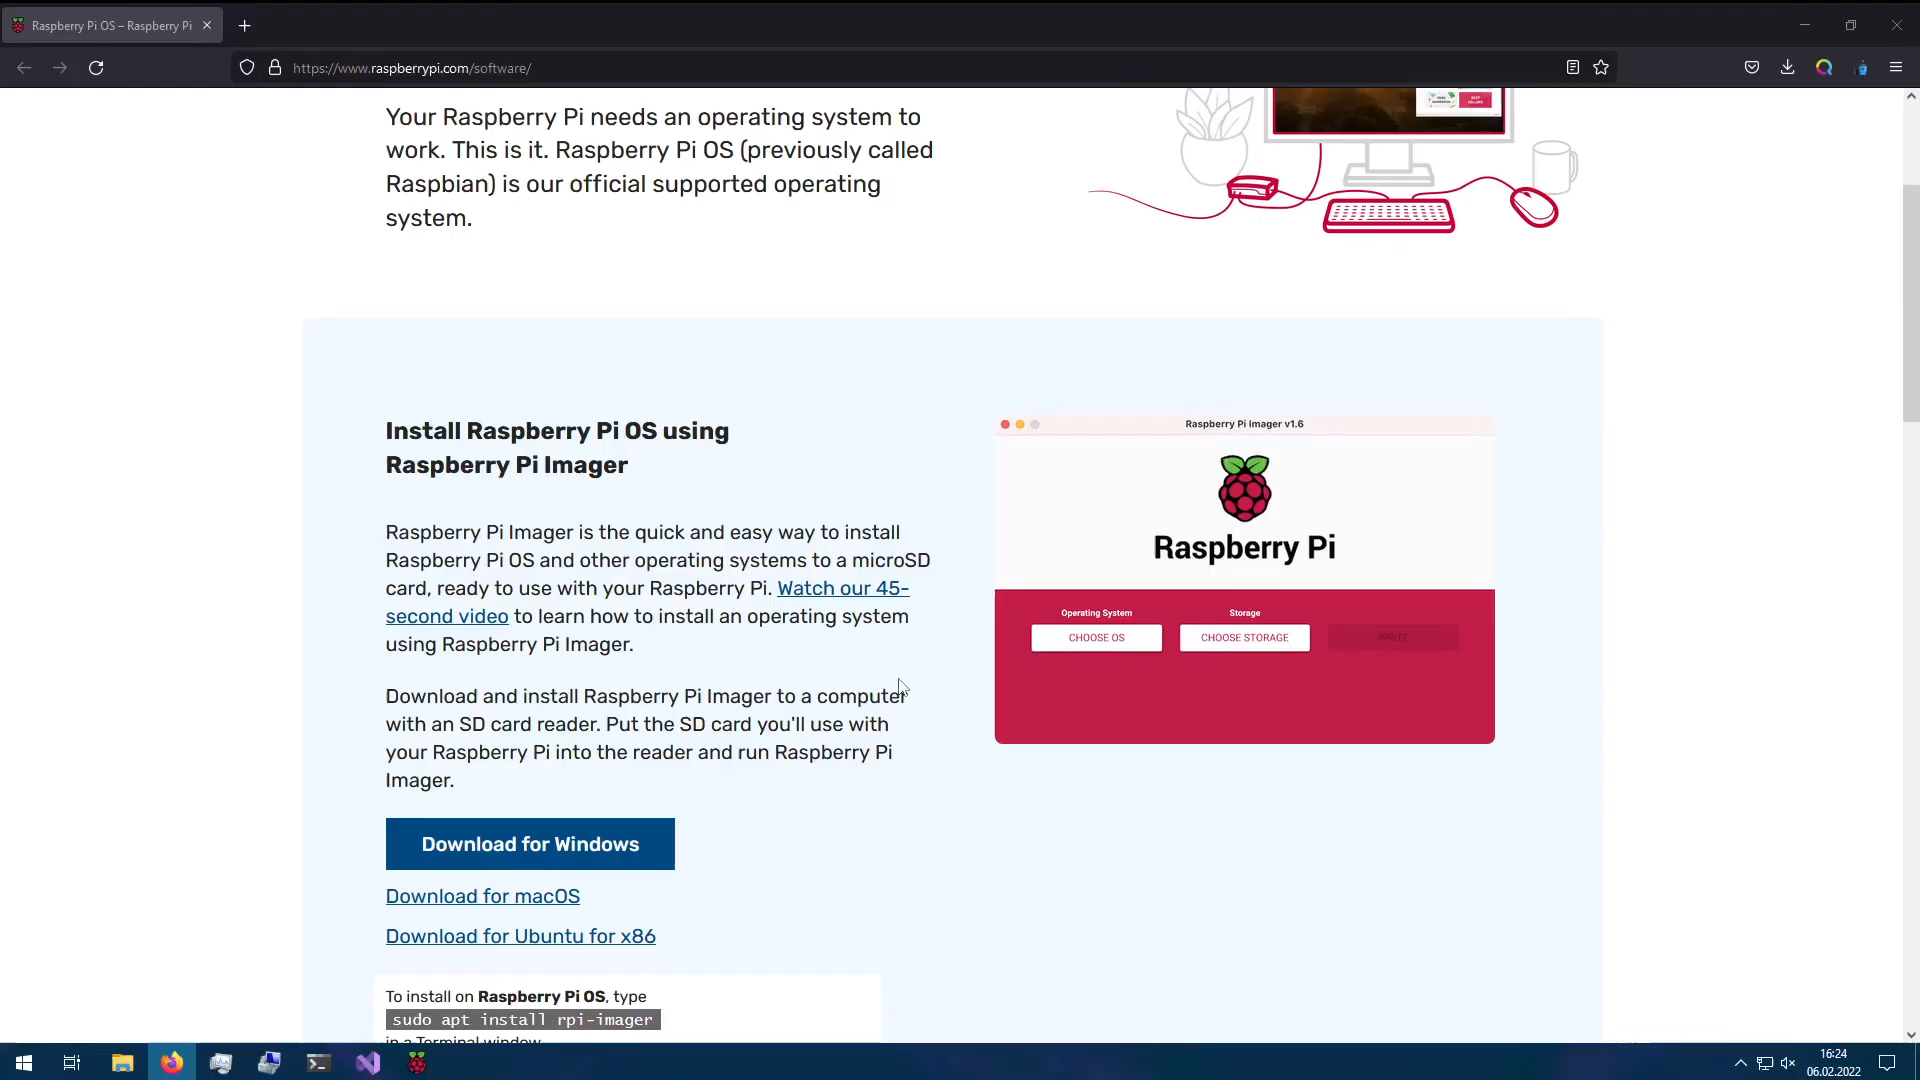 Raspberry Pi OS – Raspberry Pi
https://www.raspberrypi.com/software/
Your Raspberry Pi needs an operating system to
work. This is it. Raspberry Pi OS (previously called
Raspbian) is our official supported operating
system.
Install Raspberry Pi OS using
Raspberry Pi Imager
Raspberry Pi Imager is the quick and easy way to install
Raspberry Pi OS and other operating systems to a microSD
card, ready to use with your Raspberry Pi. Watch our 45-
second video to learn how to install an operating system
using Raspberry Pi Imager.
Download and install Raspberry Pi Imager to a computer
with an SD card reader. Put the SD card you'll use with
your Raspberry Pi into the reader and run Raspberry Pi
Imager.
Download for Windows
Download for macOS
Download for Ubuntu for x86
To install on Raspberry Pi OS, type
sudo apt install rpi-imager
in a Terminal window
Raspberry Pi Imager v1.6
Raspberry Pi
Operating System
Storage
CHOOSE OS
CHOOSE STORAGE
WRITE
16:24
06.02.2022